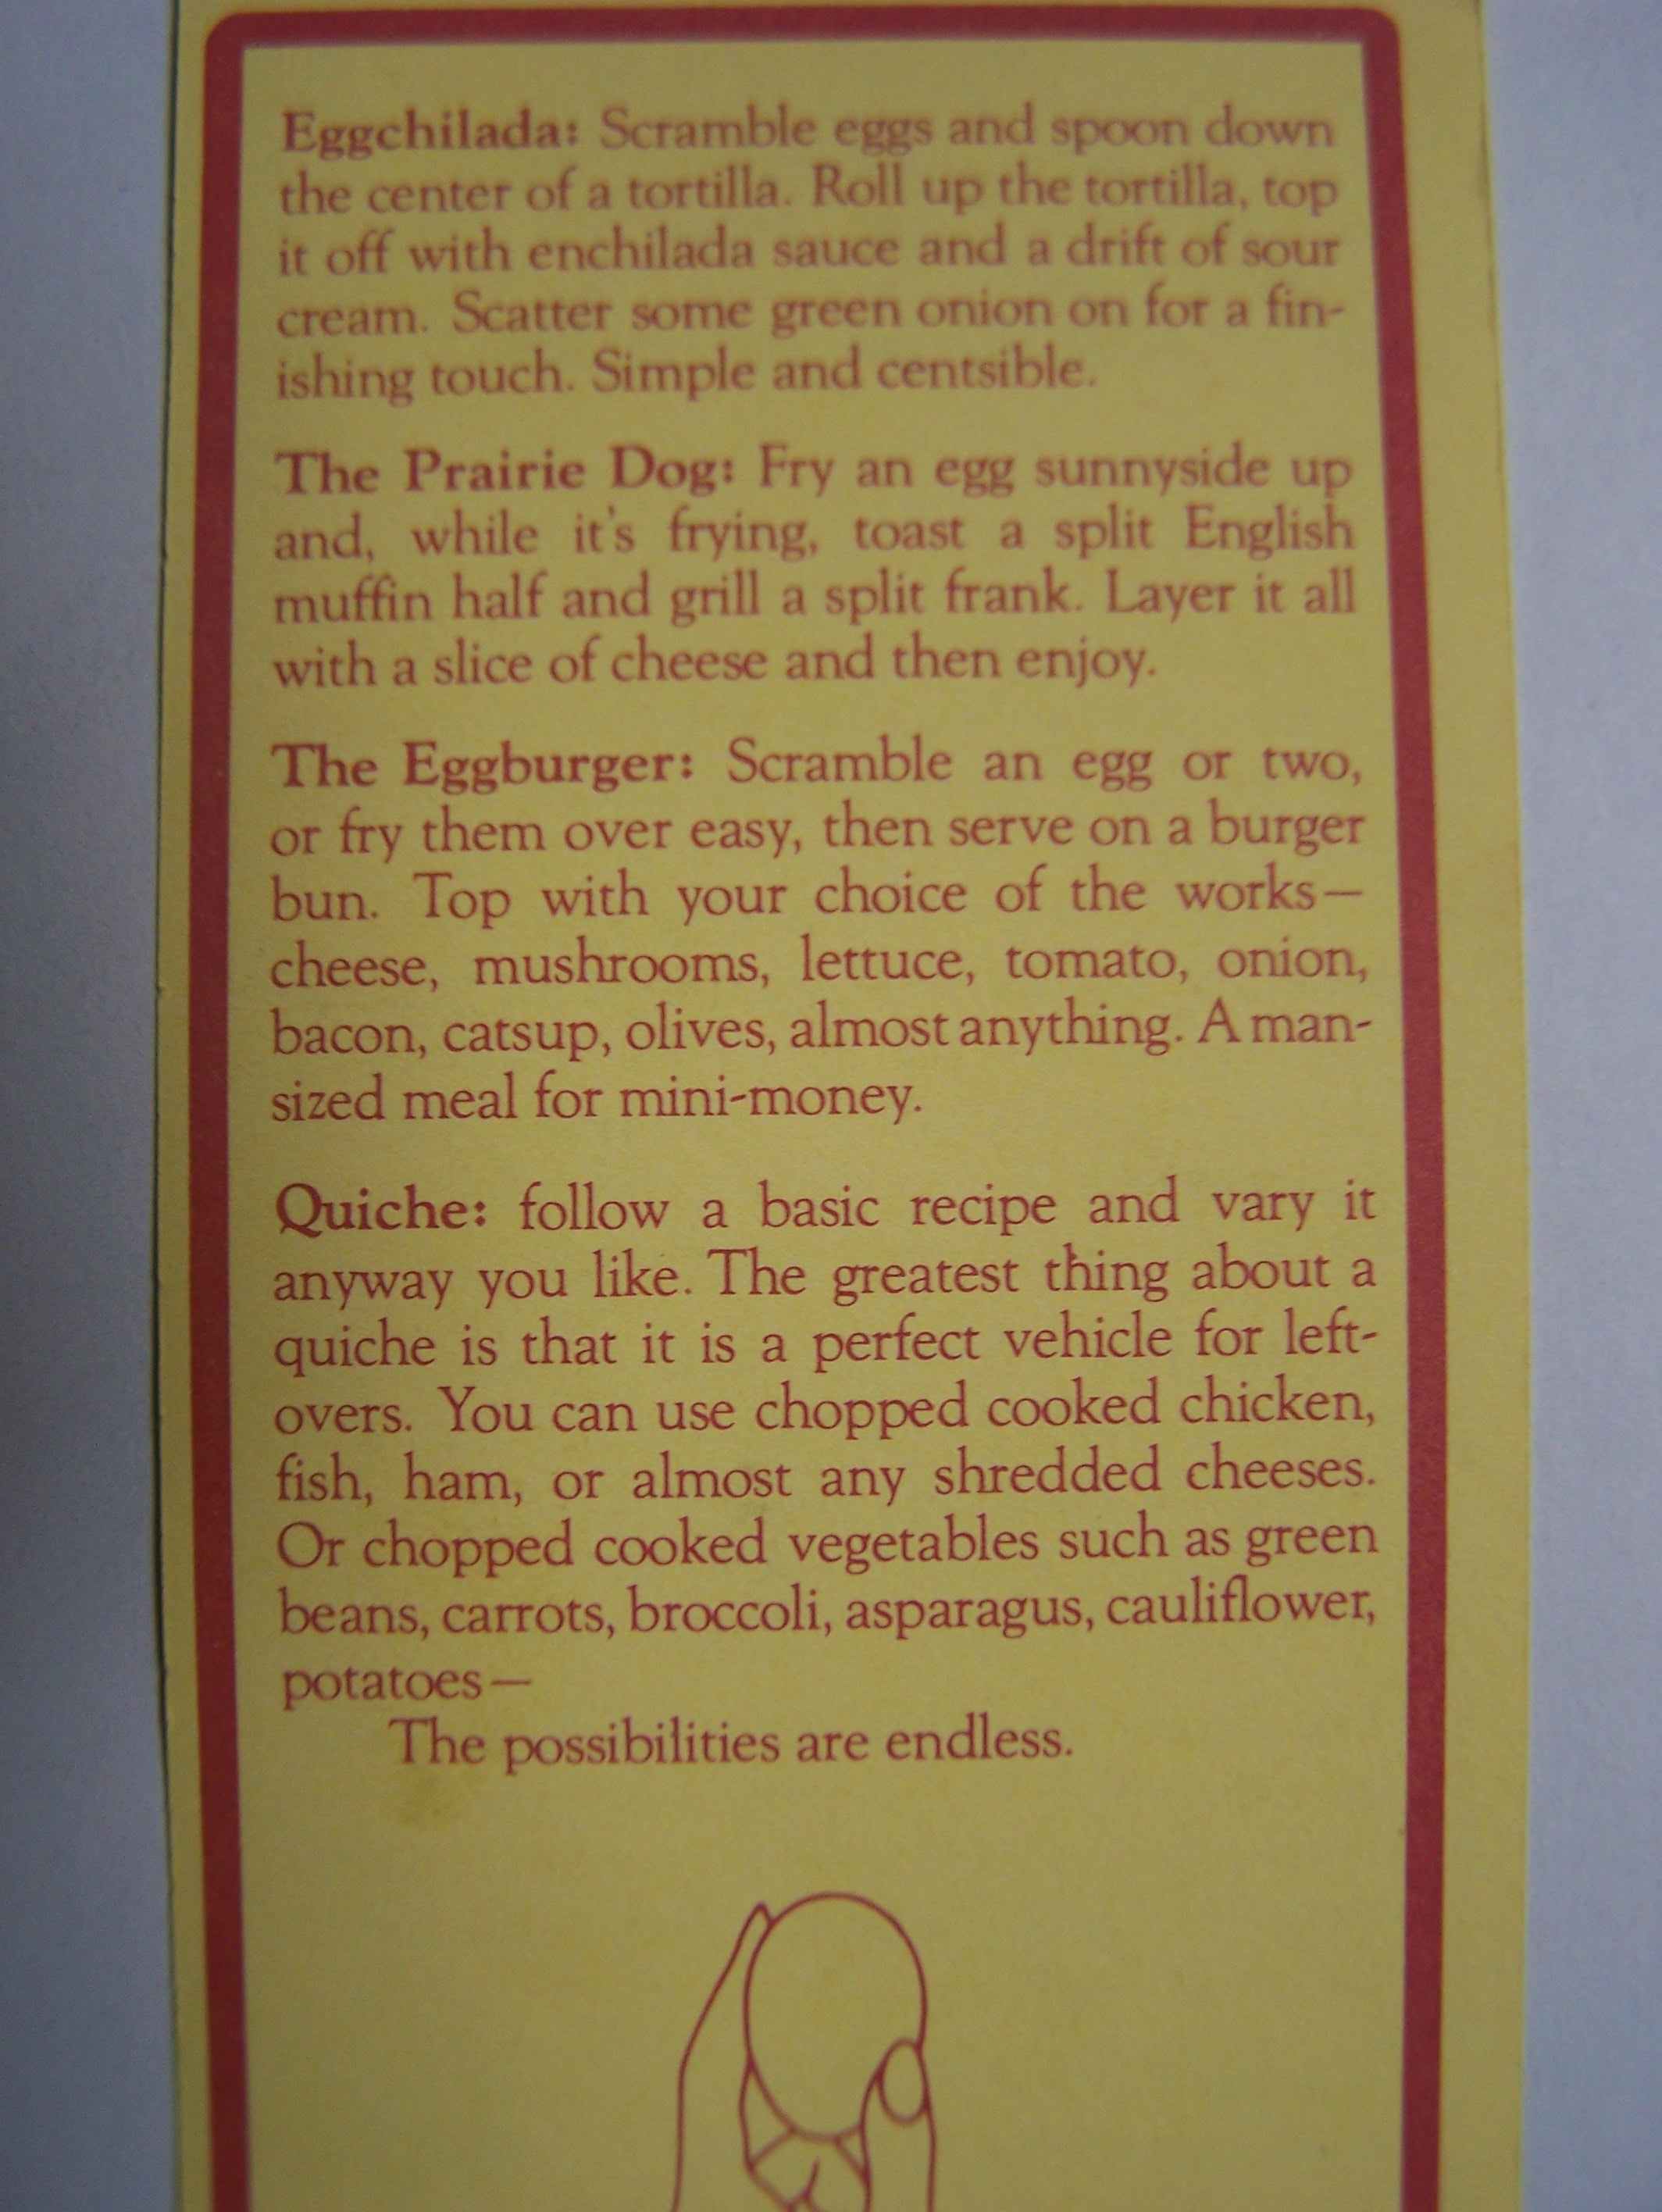 Eggchilada: Scramble eggs and spoon down
the center of a tortilla. Roll up the tortilla, top
it off with enchilada sauce and a drift of sour
cream. Scatter some green onion on for a fin-
ishing touch. Simple and centsible.
The Prairie Dog: Fry an egg sunnyside up
and, while it's frying, toast a split English
muffin half and grill a split frank. Layer it all
with a slice of cheese and then enjoy.
The Eggburger: Scramble an egg or two,
or fry them over easy, then serve on a burger
bun. Top with your choice of the works—
cheese, mushrooms, lettuce, tomato, onion,
bacon, catsup, olives, almost anything. A man-
sized meal for mini-money.
Quiche: follow a basic recipe and vary it
anyway you like. The greatest thing about a
quiche is that it is a perfect vehicle for left-
overs. You can use chopped cooked chicken,
fish, ham, or almost any shredded cheeses.
Or chopped cooked vegetables such as green
beans, carrots, broccoli, asparagus, cauliflower,
potatoes—
The possibilities are endless.